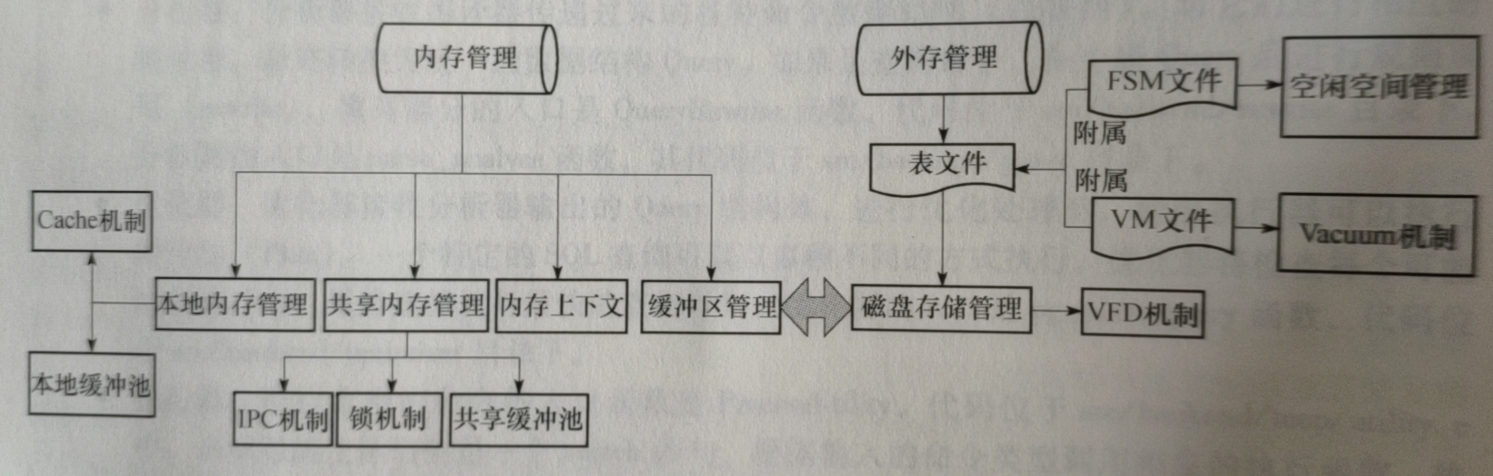 内存管理
外存管理
FSM文件
空闲空间管理
附属
表文件
附属
VM文件
Vacuum机制
Cache机制
本地内存管理
共享内存管理
内存上下文
缓冲区管理
磁盘存储管理
VFD机制
本地缓冲池
IPC机制
锁机制
共享缓冲池